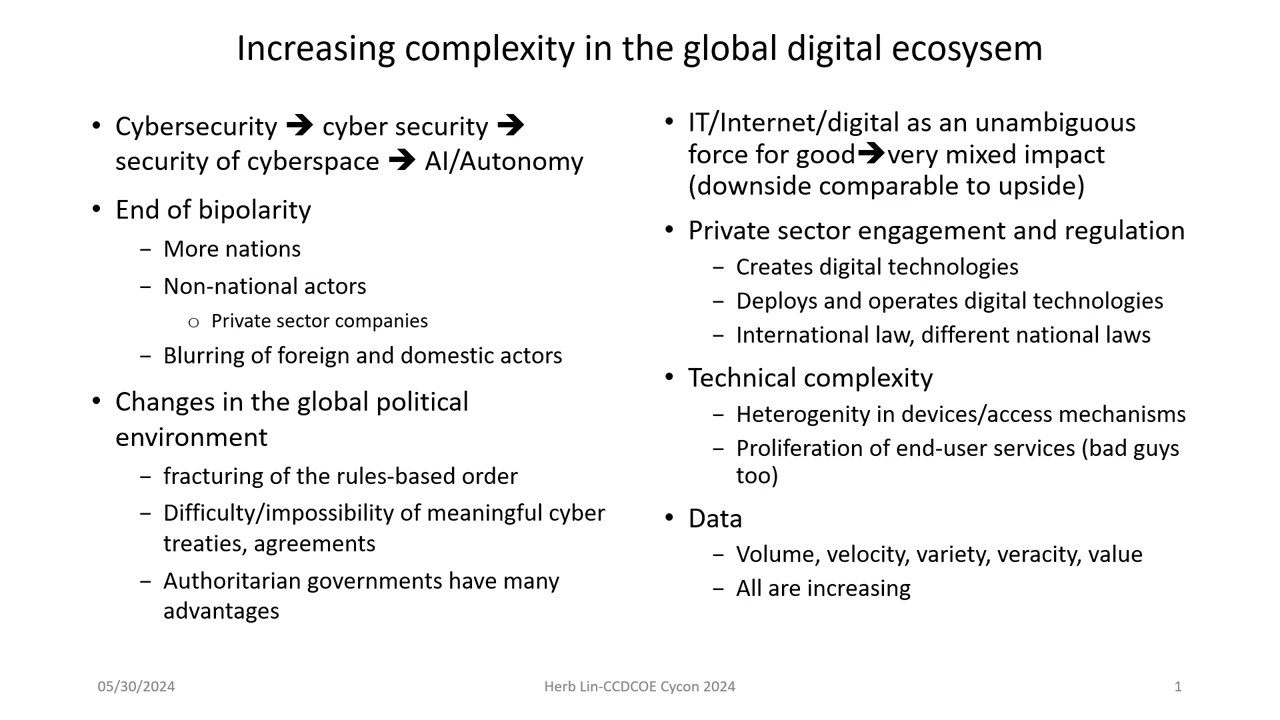 Increasing complexity in the global digital ecosysem
• Cybersecurity ➔ cyber security ➔
security of cyberspace ➔ AI/Autonomy
• End of bipolarity
– More nations
– Non-national actors
o Private sector companies
– Blurring of foreign and domestic actors
• Changes in the global political
environment
– fracturing of the rules-based order
– Difficulty/impossibility of meaningful cyber
treaties, agreements
– Authoritarian governments have many
advantages
• IT/Internet/digital as an unambiguous
force for good➔very mixed impact
(downside comparable to upside)
• Private sector engagement and regulation
– Creates digital technologies
– Deploys and operates digital technologies
– International law, different national laws
• Technical complexity
– Heterogenity in devices/access mechanisms
– Proliferation of end-user services (bad guys
too)
• Data
– Volume, velocity, variety, veracity, value
– All are increasing
05/30/2024
Herb Lin-CCDCOE Cycon 2024
1